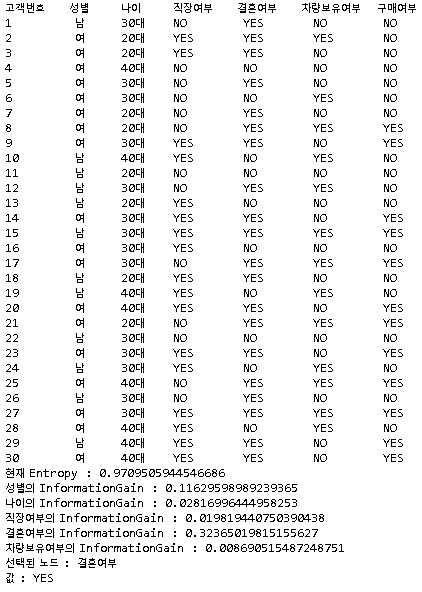 고객번호 성별 나이 직장여부 결혼여부 차량보유여부 구매여부
1 남 30대 NO YES NO NO
2 여 20대 YES YES YES NO
3 여 20대 YES YES NO NO
4 여 40대 NO NO NO NO
5 여 30대 NO YES NO NO
6 여 30대 NO NO YES NO
7 여 20대 NO YES NO NO
8 여 20대 NO YES YES YES
9 여 30대 YES YES NO YES
10 남 40대 YES NO YES NO
11 남 20대 NO NO NO NO
12 남 30대 NO YES YES NO
13 남 20대 YES NO NO NO
14 여 30대 YES YES NO YES
15 남 30대 YES YES YES YES
16 여 30대 YES NO NO NO
17 여 30대 NO YES YES YES
18 남 20대 YES YES NO NO
19 남 40대 YES NO YES NO
20 여 40대 YES YES NO YES
21 여 20대 NO YES YES YES
22 남 30대 NO NO NO NO
23 여 30대 YES YES NO YES
24 남 30대 YES NO YES NO
25 여 40대 NO YES YES YES
26 남 30대 NO NO NO NO
27 여 30대 YES YES YES YES
28 여 40대 YES NO YES NO
29 남 40대 YES YES NO YES
30 여 40대 YES YES NO YES
현재 Entropy : 0.9709505944546686
성별의 InformationGain : 0.11629598989239365
나이의 InformationGain : 0.02816996444958253
직장여부의 InformationGain : 0.019819440750390438
결혼여부의 InformationGain : 0.32365019815155627
차량보유여부의 InformationGain : 0.008690515487248751
선택된 노드 : 결혼여부
값 : YES